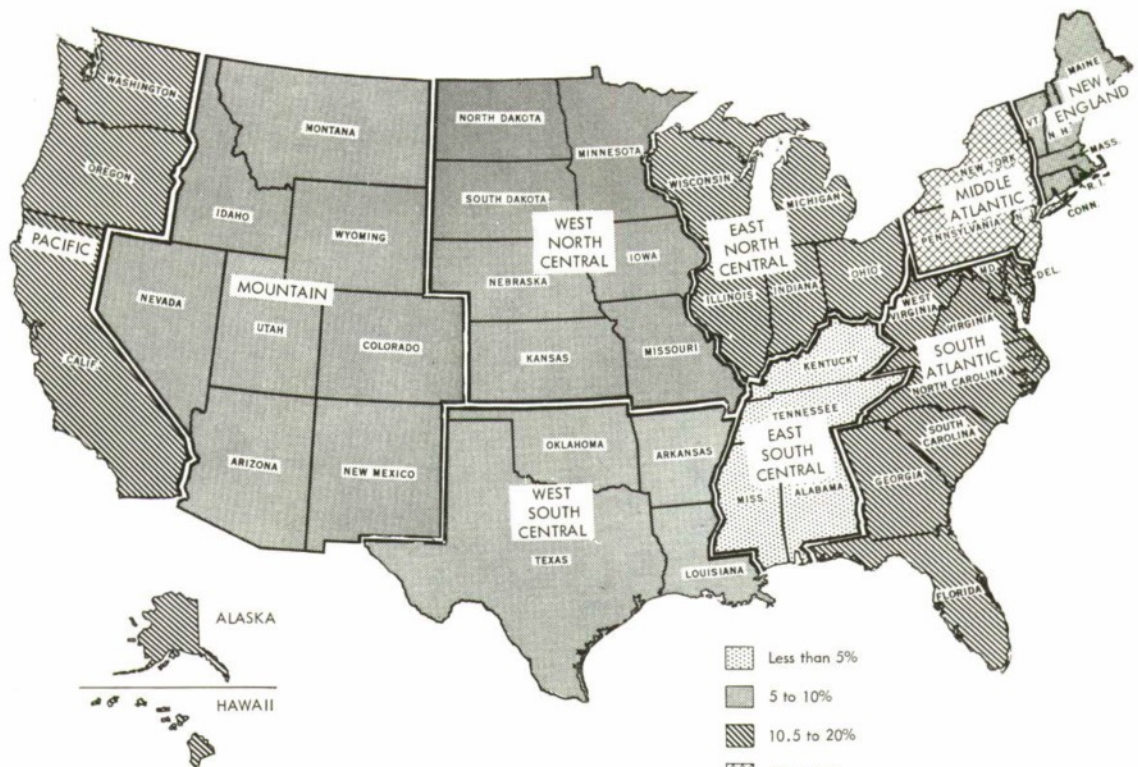 WASHINGTON
OREGON
PACIFIC
CALIF.
MONTANA
IDAHO
WYOMING
NEVADA
MOUNTAIN
UTAH
COLORADO
ARIZONA
NEW MEXICO
NORTH DAKOTA
MINNESOTA
SOUTH DAKOTA
WEST
NORTH
CENTRAL
IOWA
NEBRASKA
KANSAS
MISSOURI
OKLAHOMA
ARKANSAS
WEST
SOUTH
CENTRAL
TEXAS
LOUISIANA
WISCONSIN
MICHIGAN
EAST
NORTH
CENTRAL
ILLINOIS
INDIANA
OHIO
KENTUCKY
TENNESSEE
EAST
SOUTH
CENTRAL
MISS.
ALABAMA
MAINE
NEW
ENGLAND
VT.
N. H.
MASS.
R. I.
CONN.
NEW YORK
MIDDLE
ATLANTIC
PENNSYLVANIA
MD.
DEL.
WEST
VIRGINIA
VIRGINIA
SOUTH
ATLANTIC
NORTH CAROLINA
SOUTH
CAROLINA
GEORGIA
FLORIDA
ALASKA
HAWAII
Less than 5%
5 to 10%
10.5 to 20%